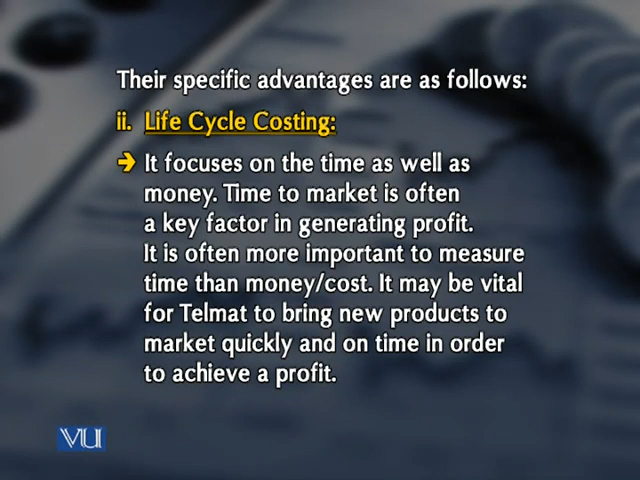 Their specific advantages are as follows:
ii. Life Cycle Costing:
It focuses on the time as well as
money. Time to market is often
a key factor in generating profit.
It is often more important to measure
time than money/cost. It may be vital
for Telmat to bring new products to
market quickly and on time in order
to achieve a profit.
VU